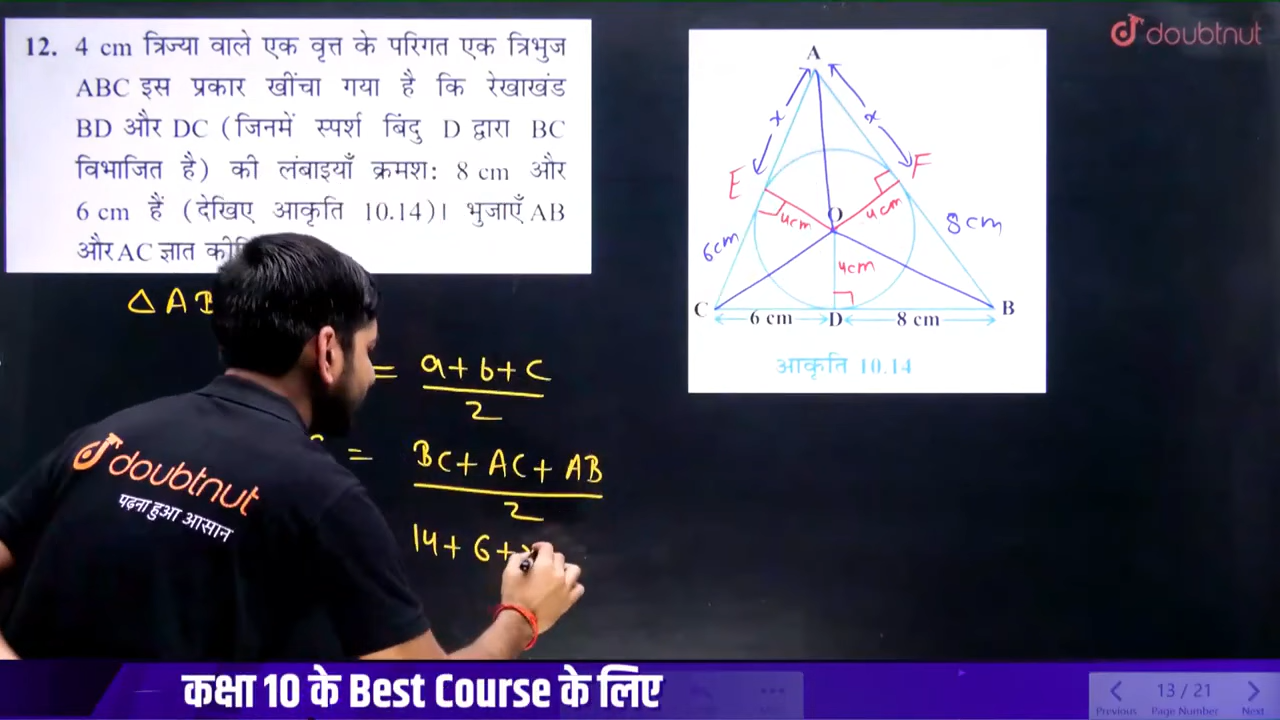 12. 4 cm त्रिज्या वाले एक वृत्त के परिगत एक त्रिभुज
ABC इस प्रकार खींचा गया है कि रेखाखंड
BD और DC (जिनमें स्पर्श बिंदु D द्वारा BC
विभाजित है) की लंबाइयाँ क्रमश: 8 cm और
6 cm हैं (देखिए आकृति 10.14)। भुजाएँ AB
और AC ज्ञात
doubtnut
A
x x
E F
O
4cm 4cm
6cm 8cm
4cm
C B
6 cm D 8 cm
आकृति 10.14
Δ A
= a+b+c
2
= BC+ AC+ AB
2
14+ 6+
doubtnut
पढ़ना हुआ आसान
कक्षा 10 के Best Course के लिए
13 / 21
Previous Page Number Next